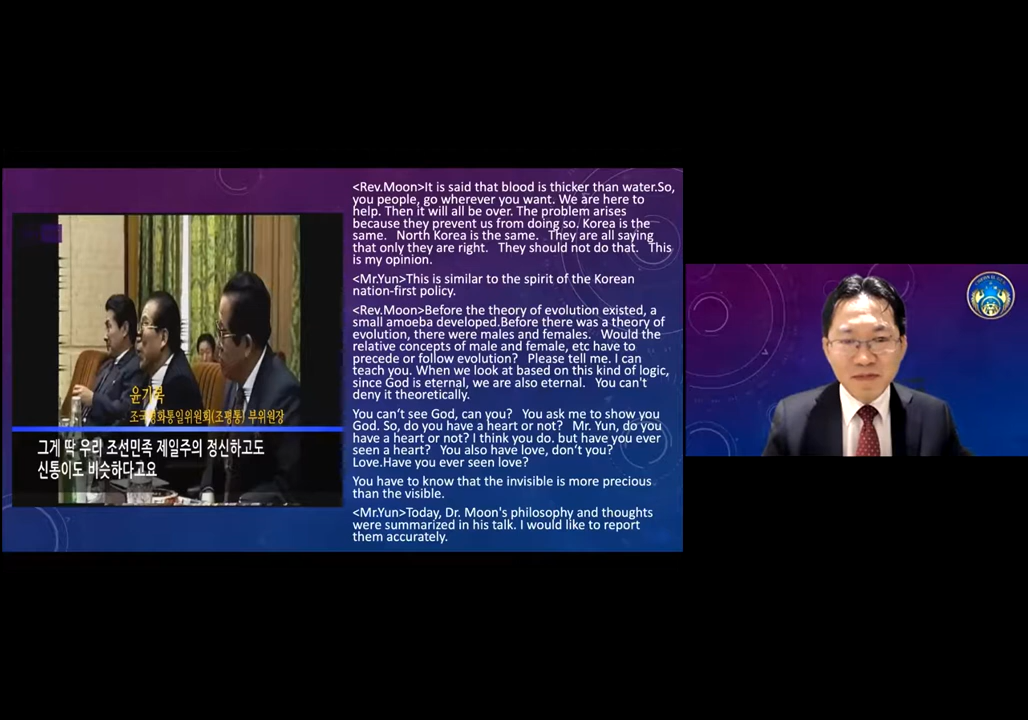 윤기복
조국평화통일위원회(조평통) 부위원장
그게 딱 우리 조선민족 제일주의 정신하고도
신통이도 비슷하다고요
<Rev.Moon>It is said that blood is thicker than water.So,
you people, go wherever you want. We are here to
help. Then it will all be over. The problem arises
because they prevent us from doing so. Korea is the
same. North Korea is the same. They are all saying
that only they are right. They should not do that. This
is my opinion.
<Mr.Yun>This is similar to the spirit of the Korean
nation-first policy.
<Rev.Moon>Before the theory of evolution existed, a
small amoeba developed.Before there was a theory of
evolution, there were males and females. Would the
relative concepts of male and female, etc have to
precede or follow evolution? Please tell me. I can
teach you. When we look at based on this kind of logic,
since God is eternal, we are also eternal. You can't
deny it theoretically.
You can't see God, can you? You ask me to show you
God. So, do you have a heart or not? Mr. Yun, do you
have a heart or not? I think you do. but have you ever
seen a heart? You also have love, don't you?
Love.Have you ever seen love?
You have to know that the invisible is more precious
than the visible.
<Mr.Yun>Today, Dr. Moon's philosophy and thoughts
were summarized in his talk. I would like to report
them accurately.